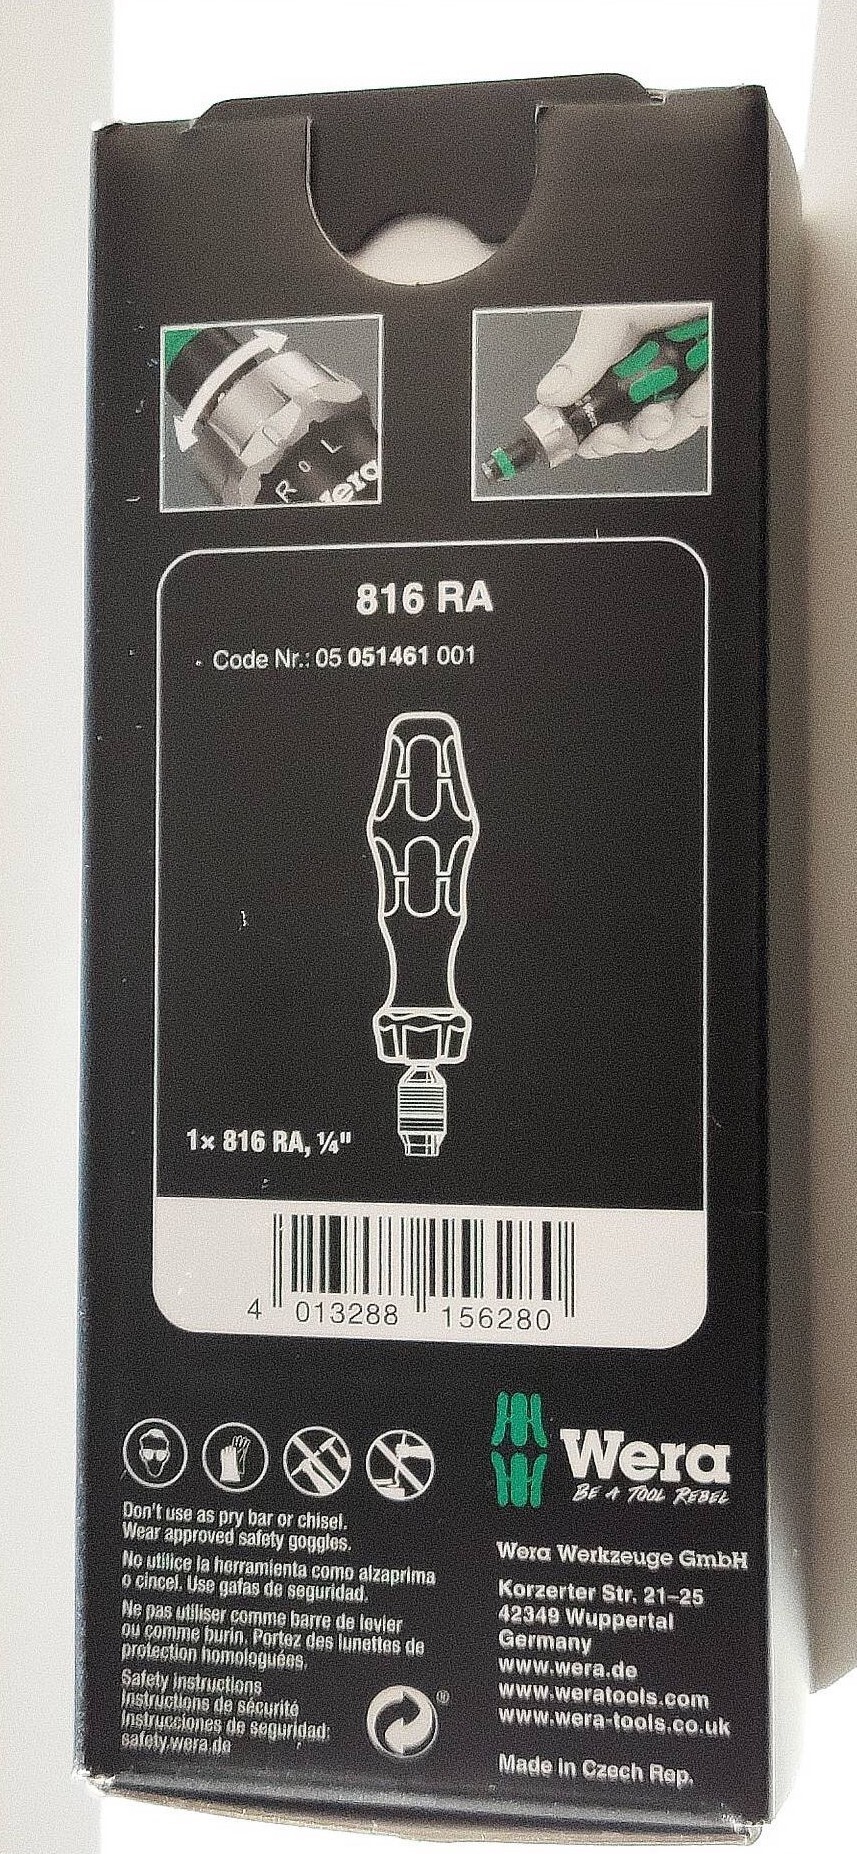 R O L
Wera
816 RA
Code Nr.: 05 051461 001
1x 816 RA, ¼"
4 013288 156280
Wera
BE A TOOL REBEL
Don't use as pry bar or chisel.
Wear approved safety goggles.
No utilice la herramienta como alzaprima
o cincel. Use gafas de seguridad.
Ne pas utiliser comme barre de levier
ou comme burin. Portez des lunettes de
protection homologuées.
Safety instructions
Instructions de sécurité
Instrucciones de seguridad:
safety.wera.de
®
Wera Werkzeuge GmbH
Korzerter Str. 21–25
42349 Wuppertal
Germany
www.wera.de
www.weratools.com
www.wera-tools.co.uk
Made in Czech Rep.